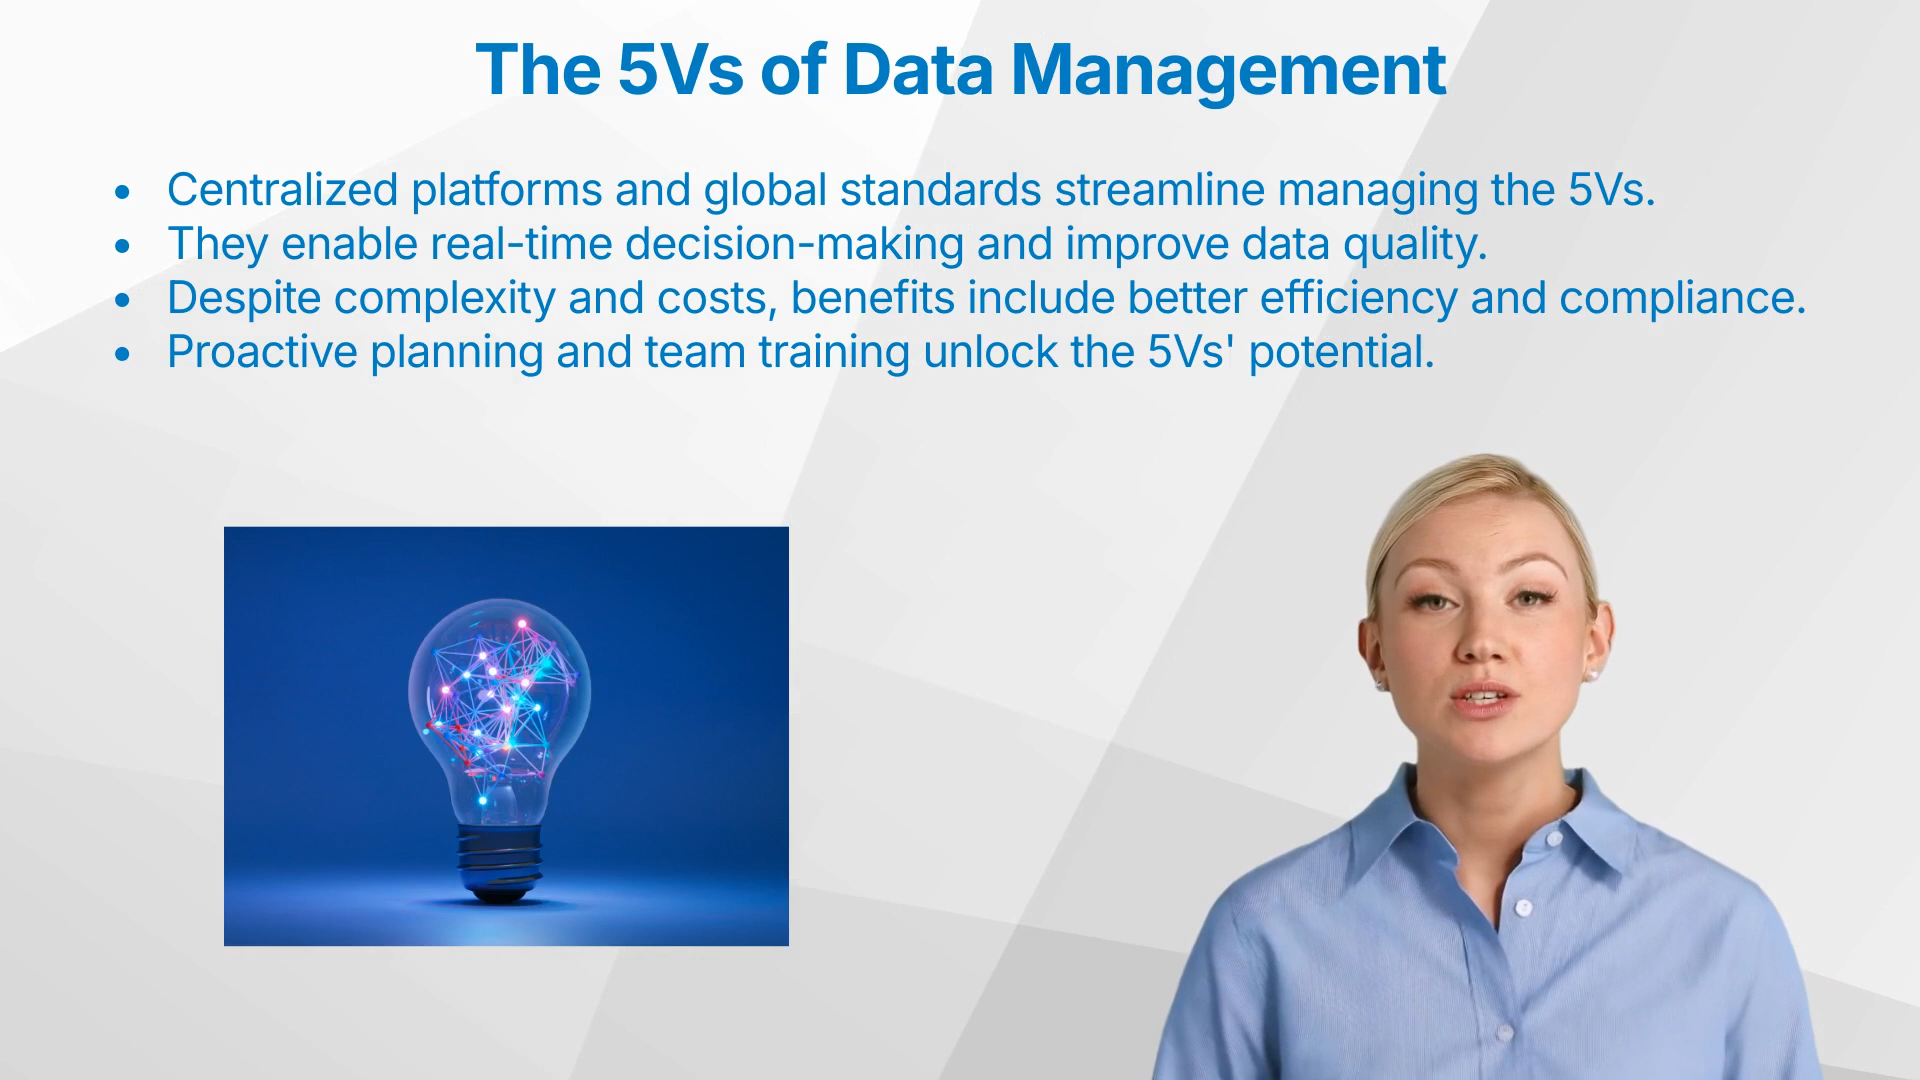 The 5Vs of Data Management
• Centralized platforms and global standards streamline managing the 5Vs.
• They enable real-time decision-making and improve data quality.
• Despite complexity and costs, benefits include better efficiency and compliance.
• Proactive planning and team training unlock the 5Vs' potential.